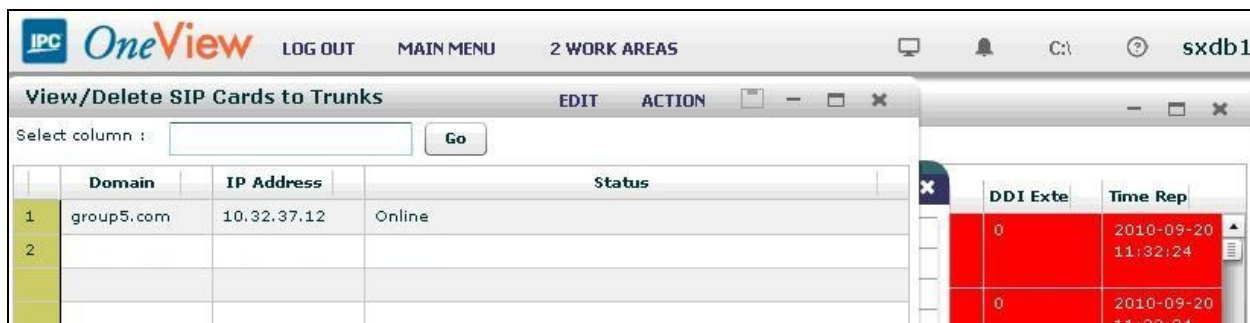 IPC OneView LOG OUT MAIN MENU 2 WORK AREAS C:\ ? sxdb1
View/Delete SIP Cards to Trunks EDIT ACTION
Select column : Go
Domain IP Address Status DDI Exte Time Rep
1 group5.com 10.32.37.12 Online 0 2010-09-20
2 11:32:24
0 2010-09-20